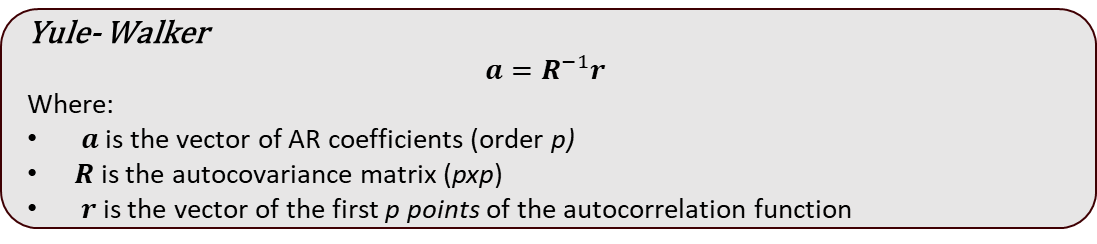 Yule- Walker
a = R⁻¹r
Where:
• a is the vector of AR coefficients (order p)
• R is the autocovariance matrix (pxp)
• r is the vector of the first p points of the autocorrelation function